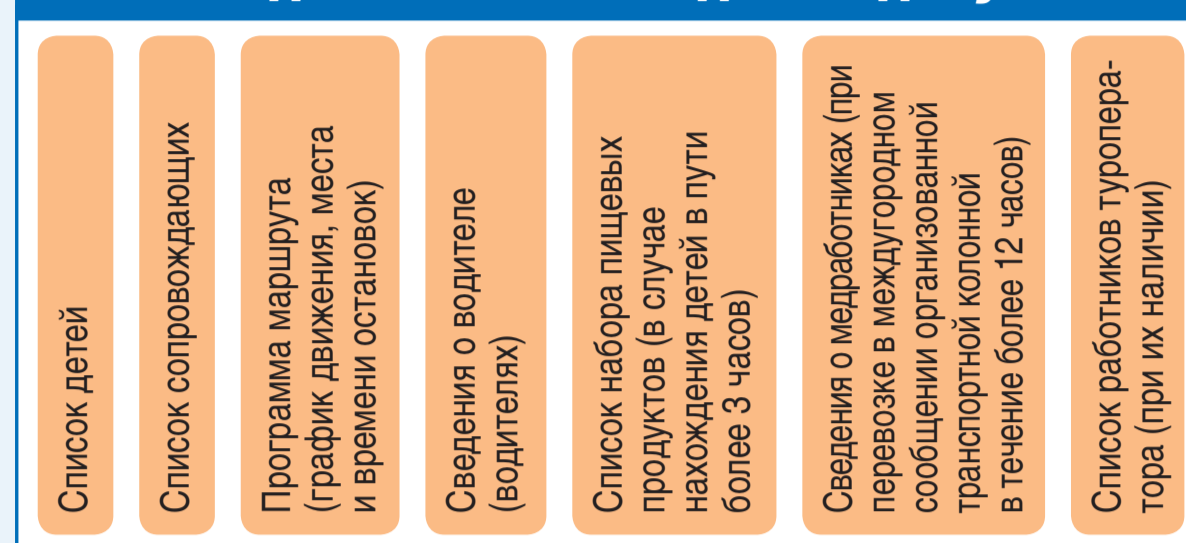 Список детей
Список сопровождающих
Программа маршрута
(график движения, места
и времени остановок)
Сведения о водителе
(водителях)
Список набора пищевых
продуктов (в случае
нахождения детей в пути
более 3 часов)
Сведения о медработниках (при
перевозке в междугородном
сообщении организованной
транспортной колонной
в течение более 12 часов)
Список работников туропера-
тора (при их наличии)